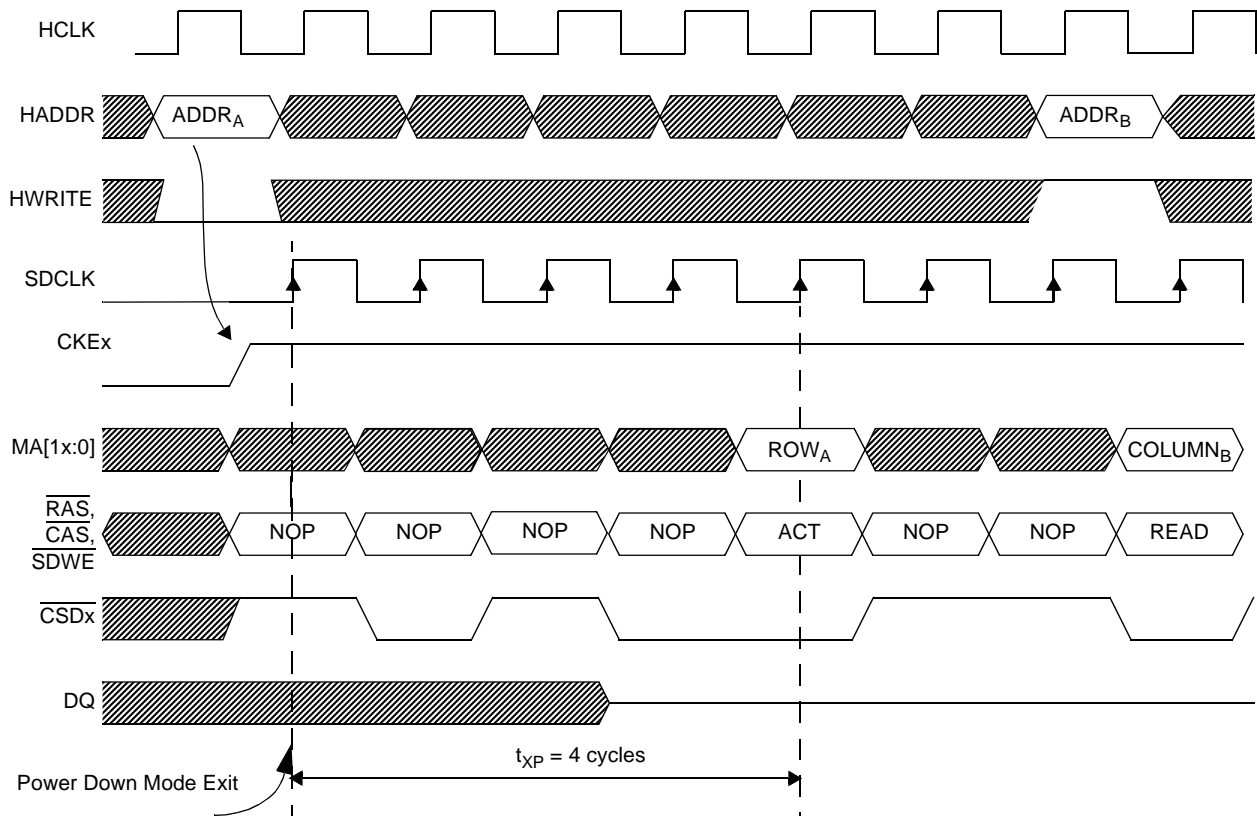 HCLK
HADDR ADDRA ADDRB
HWRITE
SDCLK
CKEx
MA[1x:0] ROWA COLUMNB
RAS,
CAS,
SDWE
NOP NOP NOP NOP ACT NOP NOP READ
CSDx
DQ
tXP = 4 cycles
Power Down Mode Exit